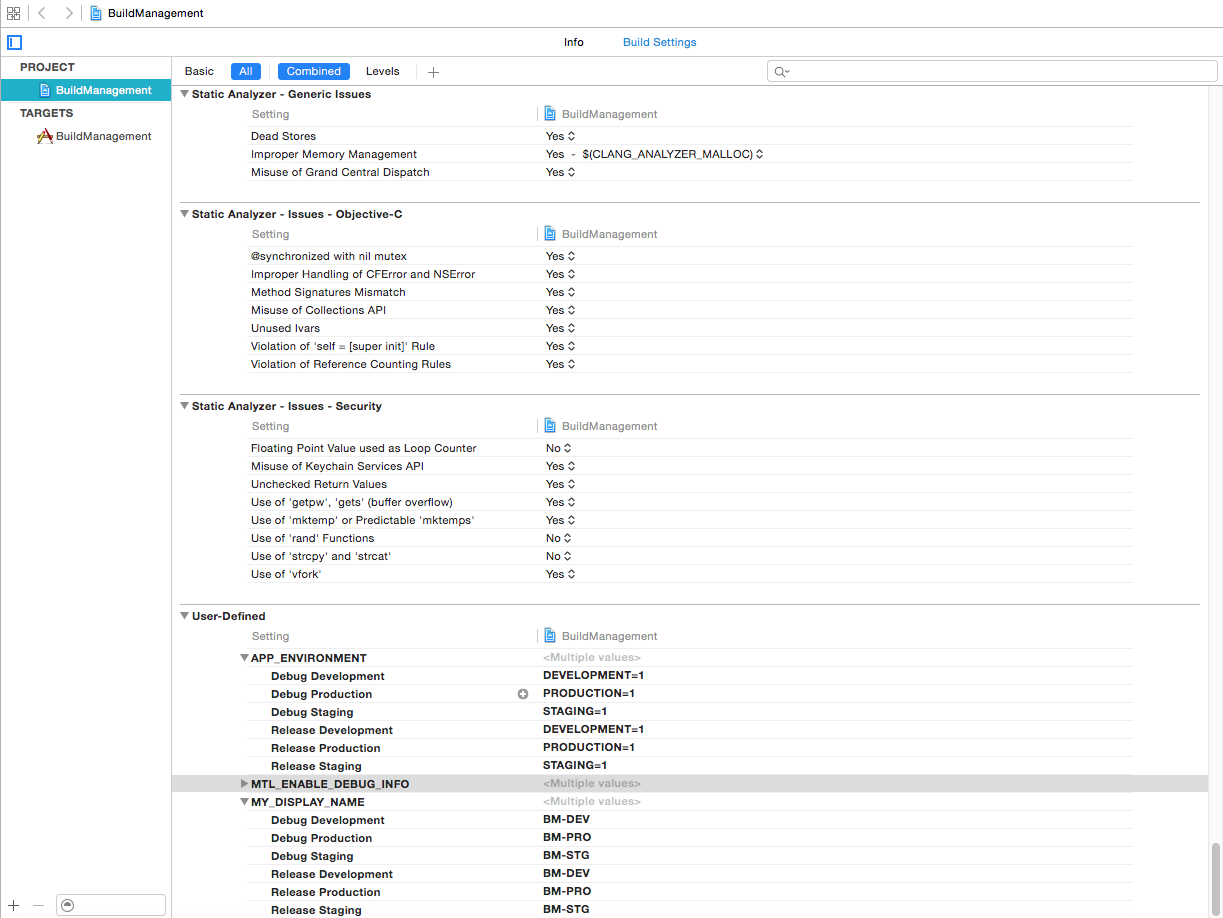 BuildManagement
Info Build Settings
PROJECT
BuildManagement
TARGETS
BuildManagement
Basic All Combined Levels
Static Analyzer - Generic Issues
Setting BuildManagement
Dead Stores Yes
Improper Memory Management Yes - $(CLANG_ANALYZER_MALLOC)
Misuse of Grand Central Dispatch Yes
Static Analyzer - Issues - Objective-C
Setting BuildManagement
@synchronized with nil mutex Yes
Improper Handling of CFError and NSError Yes
Method Signatures Mismatch Yes
Misuse of Collections API Yes
Unused Ivars Yes
Violation of 'self = [super init]' Rule Yes
Violation of Reference Counting Rules Yes
Static Analyzer - Issues - Security
Setting BuildManagement
Floating Point Value used as Loop Counter No
Misuse of Keychain Services API Yes
Unchecked Return Values Yes
Use of 'getpw', 'gets' (buffer overflow) Yes
Use of 'mktemp' or Predictable 'mktemps' Yes
Use of 'rand' Functions No
Use of 'strcpy' and 'strcat' No
Use of 'vfork' Yes
User-Defined
Setting BuildManagement
APP_ENVIRONMENT <Multiple values>
Debug Development DEVELOPMENT=1
Debug Production PRODUCTION=1
Debug Staging STAGING=1
Release Development DEVELOPMENT=1
Release Production PRODUCTION=1
Release Staging STAGING=1
MTL_ENABLE_DEBUG_INFO <Multiple values>
MY_DISPLAY_NAME <Multiple values>
Debug Development BM-DEV
Debug Production BM-PRO
Debug Staging BM-STG
Release Development BM-DEV
Release Production BM-PRO
Release Staging BM-STG